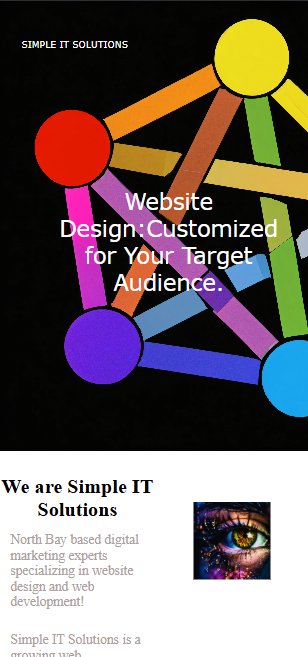 SIMPLE IT SOLUTIONS
Website
Design:Customized
for Your Target
Audience.
We are Simple IT
Solutions
North Bay based digital
marketing experts
specializing in website
design and web
development!
Simple IT Solutions is a
growing web